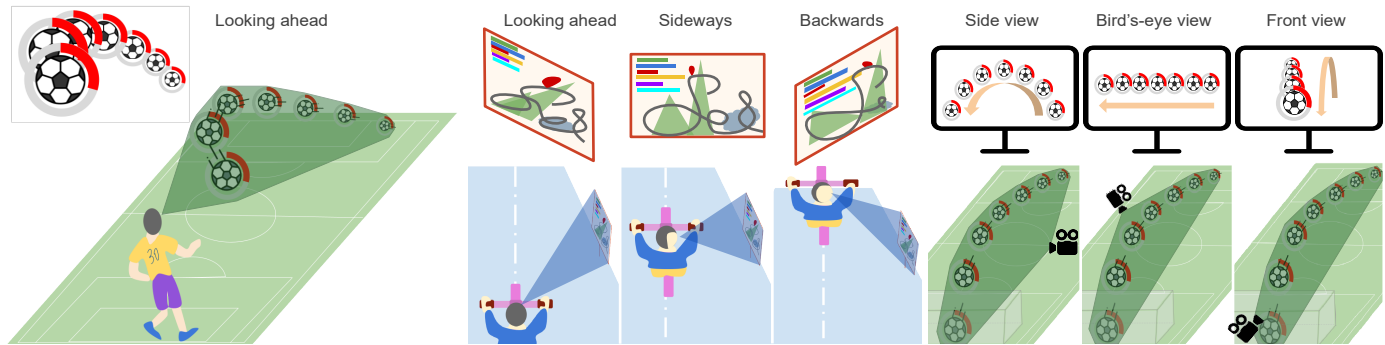 Looking ahead
Looking ahead
Sideways
Backwards
Side view
Bird's-eye view
Front view
30